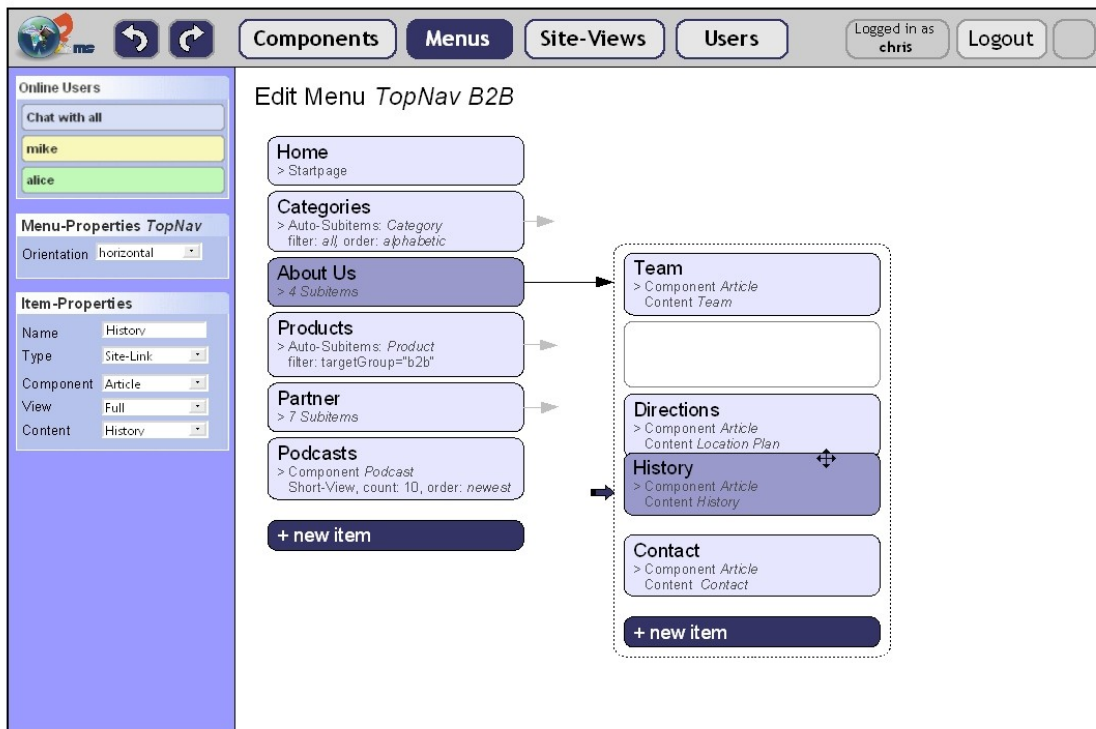 2
ms
Components
Menus
Site-Views
Users
Logged in as
chris
Logout
Online Users
Chat with all
mike
alice
Menu-Properties TopNav
Orientation horizontal
Item-Properties
Name History
Type Site-Link
Component Article
View Full
Content History
Edit Menu TopNav B2B
Home
> Startpage
Categories
> Auto-Subitems: Category
filter: all, order: alphabetic
About Us
> 4 Subitems
Products
> Auto-Subitems: Product
filter: targetGroup="b2b"
Partner
> 7 Subitems
Podcasts
> Component Podcast
Short-View, count: 10, order: newest
+ new item
Team
> Component Article
Content Team
Directions
> Component Article
Content Location Plan
History
> Component Article
Content History
Contact
> Component Article
Content Contact
+ new item